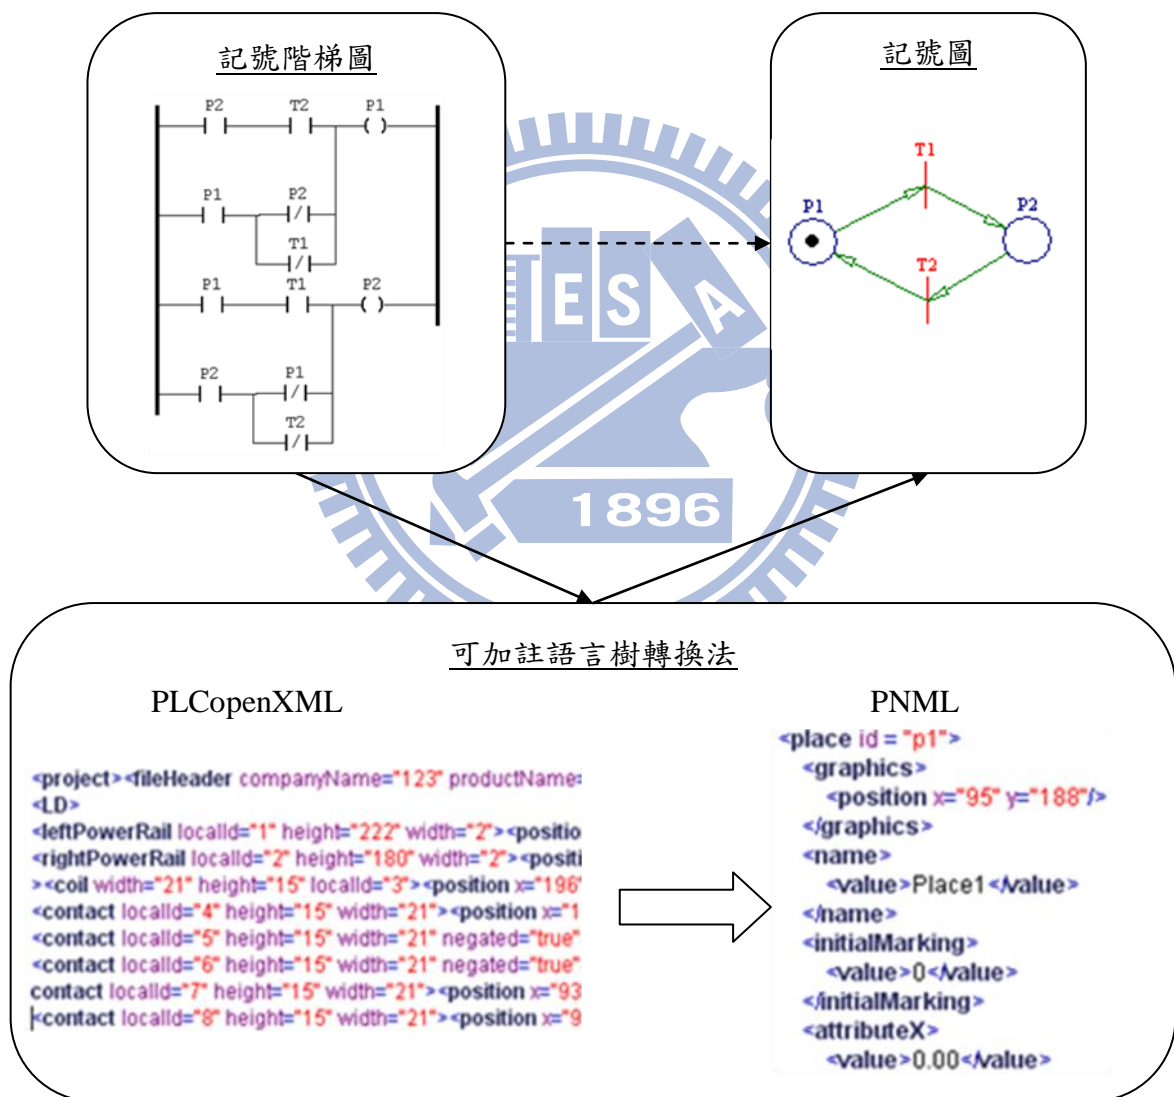 記號階梯圖
P2 T2 P1
P1 P2
T1
P1 T1 P2
P2 P1
T2
記號圖
T1
P1 P2
T2
ES A
1896
可加註語言樹轉換法
PLCopenXML
<project><fileHeader companyName="123" productName=
<LD>
<leftPowerRail localId="1" height="222" width="2"><positio
<rightPowerRail localId="2" height="180" width="2"><positi
><coil width="21" height="15" localId="3"><position x="196"
<contact localId="4" height="15" width="21"><position x="1
<contact localId="5" height="15" width="21" negated="true"
<contact localId="6" height="15" width="21" negated="true"
contact localId="7" height="15" width="21"><position x="93
<contact localId="8" height="15" width="21"><position x="9
PNML
<place id = "p1">
<graphics>
<position x="95" y="188"/>
</graphics>
<name>
<value>Place1</value>
</name>
<initialMarking>
<value>0</value>
</initialMarking>
<attributeX>
<value>0.00</value>